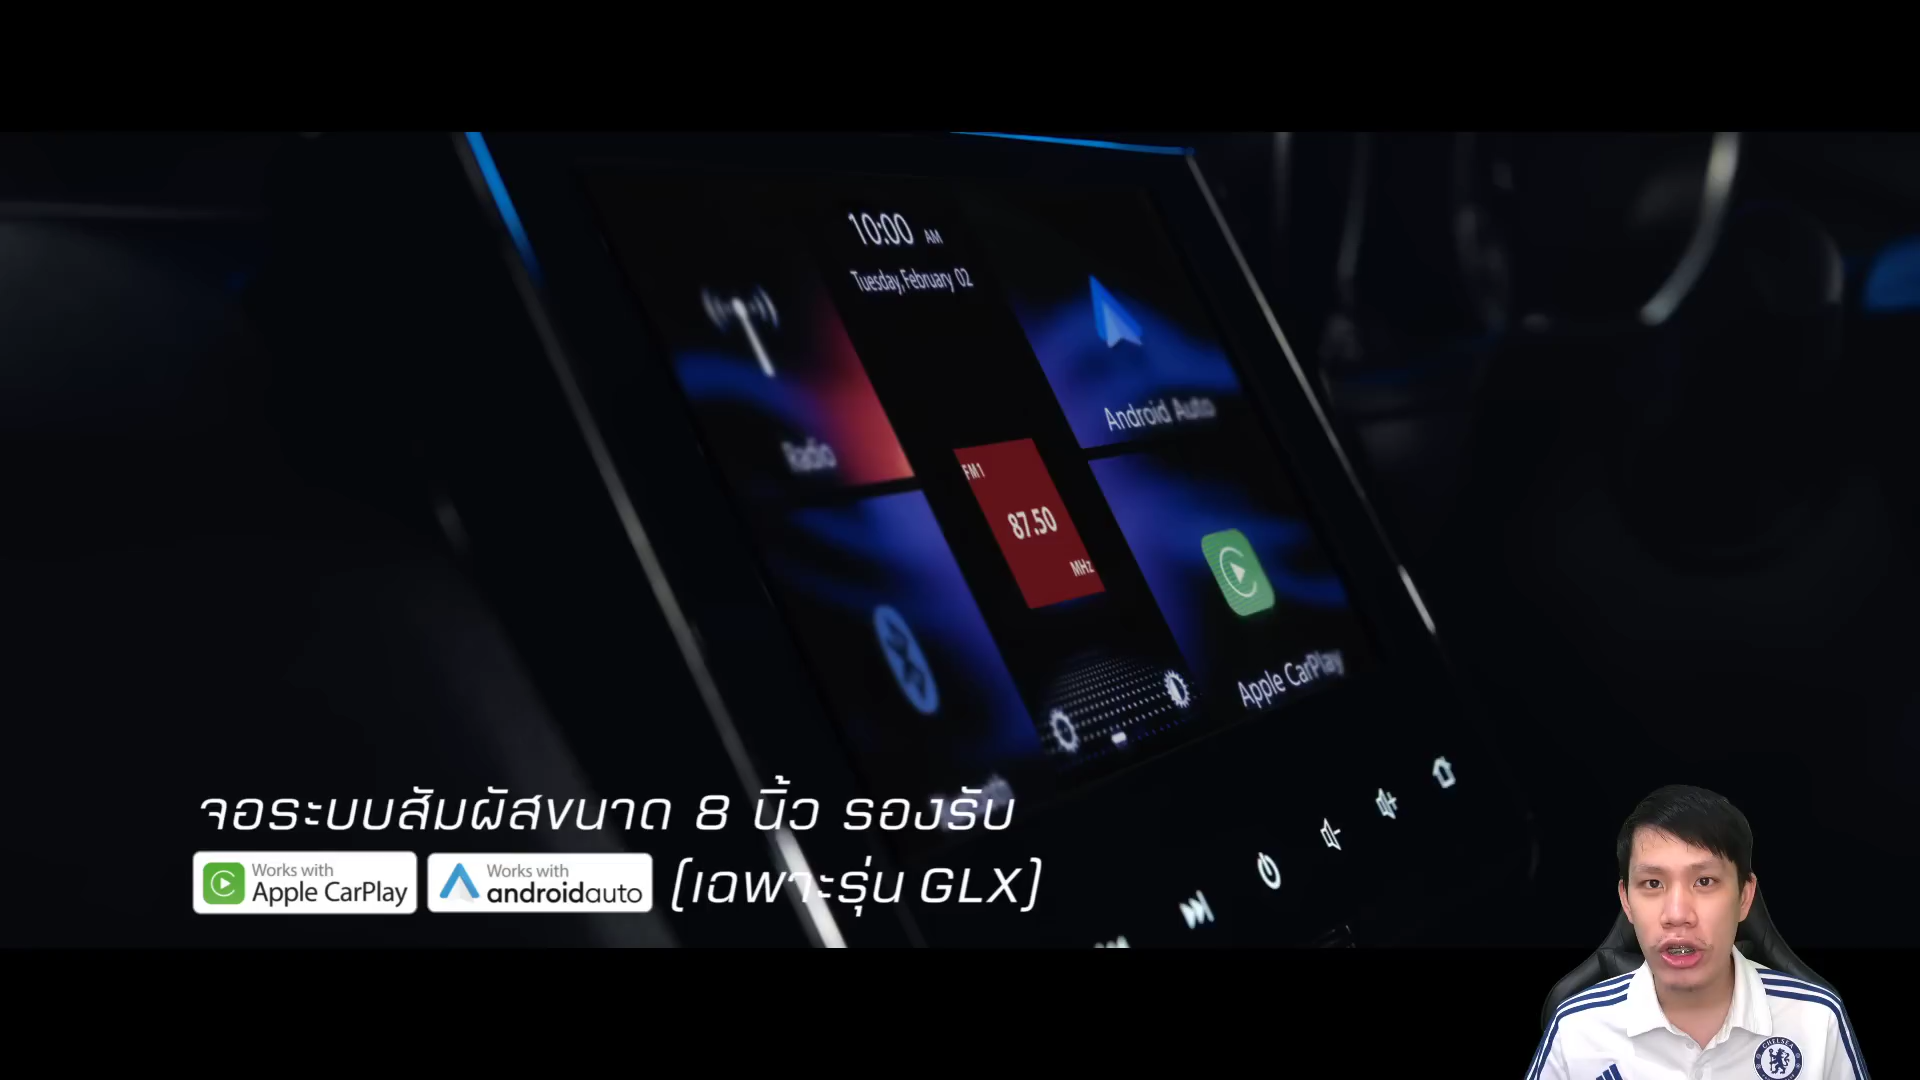 10:00 AM
Tuesday, February 02
Radio
Android Auto
FM1
87.50
MHz
Apple CarPlay
จอระบบสัมผัสขนาด 8 นิ้ว รองรับ
Works with Apple CarPlay Works with androidauto (เฉพาะรุ่น GLX)
CHELSEA